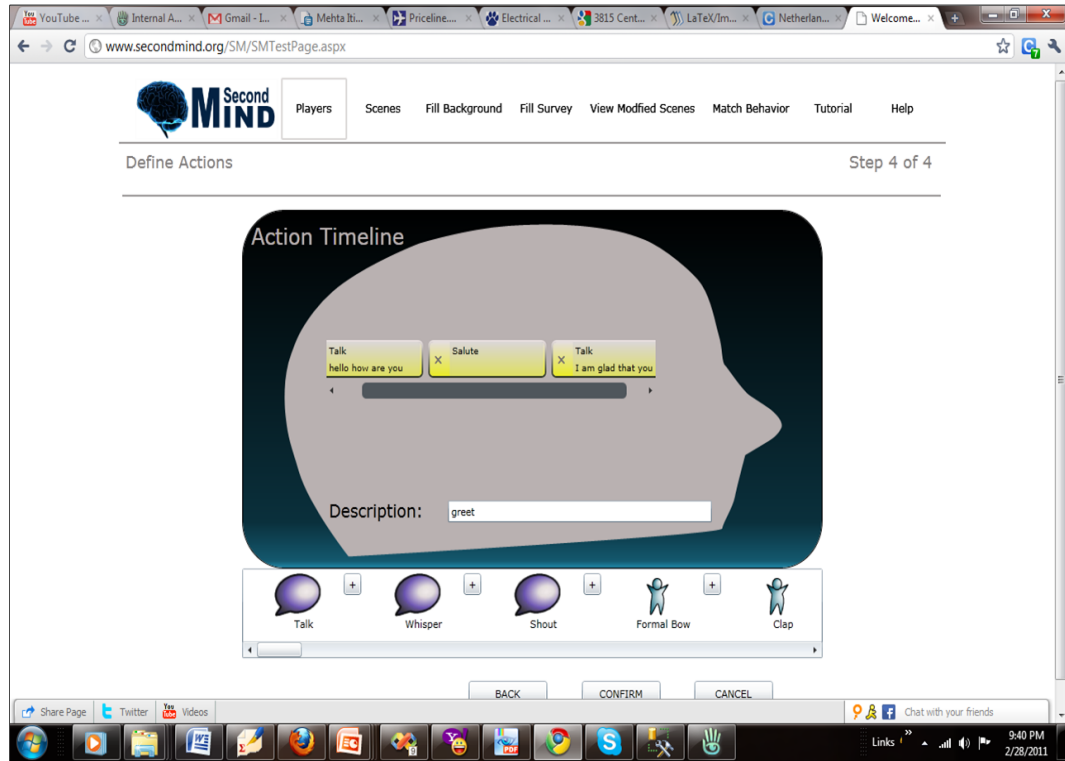 YouTube ... Internal A... Gmail - I... Mehta Iti... Priceline.... Electrical ... 3815 Cent... LaTeX/Im... Netherlan... Welcome...
www.secondmind.org/SM/SMTestPage.aspx
Second
MIND
Players Scenes Fill Background Fill Survey View Modfied Scenes Match Behavior Tutorial Help
Define Actions Step 4 of 4
Action Timeline
Talk X Salute X Talk
hello how are you I am glad that you
Description: greet
+ + + +
Talk Whisper Shout Formal Bow Clap
BACK CONFIRM CANCEL
Share Page Twitter Videos Chat with your friends
Links » 9:40 PM
2/28/2011